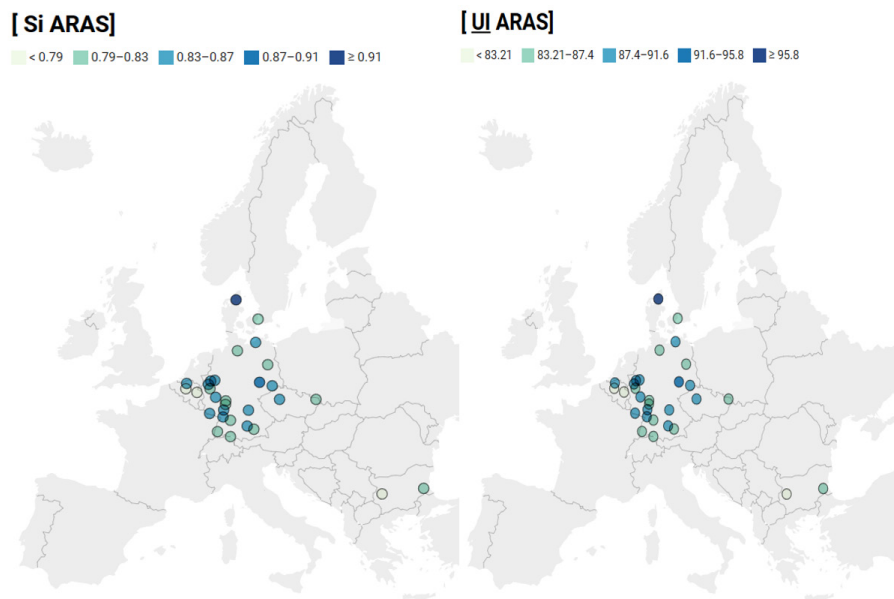 [ Si ARAS]
< 0.79 0.79–0.83 0.83–0.87 0.87–0.91 ≥ 0.91
[ UI ARAS]
< 83.21 83.21–87.4 87.4–91.6 91.6–95.8 ≥ 95.8